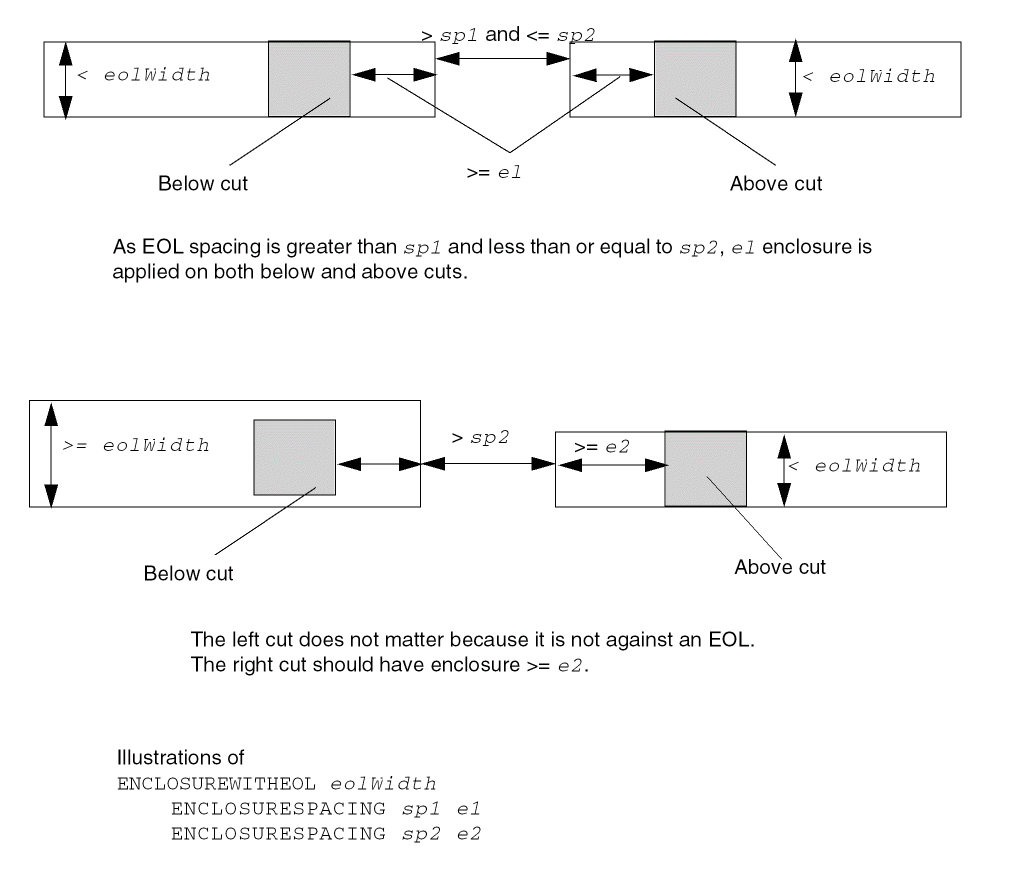 > sp1 and <= sp2
< eolWidth
< eolWidth
>= e1
Below cut
Above cut
As EOL spacing is greater than sp1 and less than or equal to sp2, e1 enclosure is
applied on both below and above cuts.
>= eolWidth
> sp2
>= e2
< eolWidth
Below cut
Above cut
The left cut does not matter because it is not against an EOL.
The right cut should have enclosure >= e2.
Illustrations of
ENCLOSUREWITHEOL eolWidth
ENCLOSURESPACING sp1 e1
ENCLOSURESPACING sp2 e2